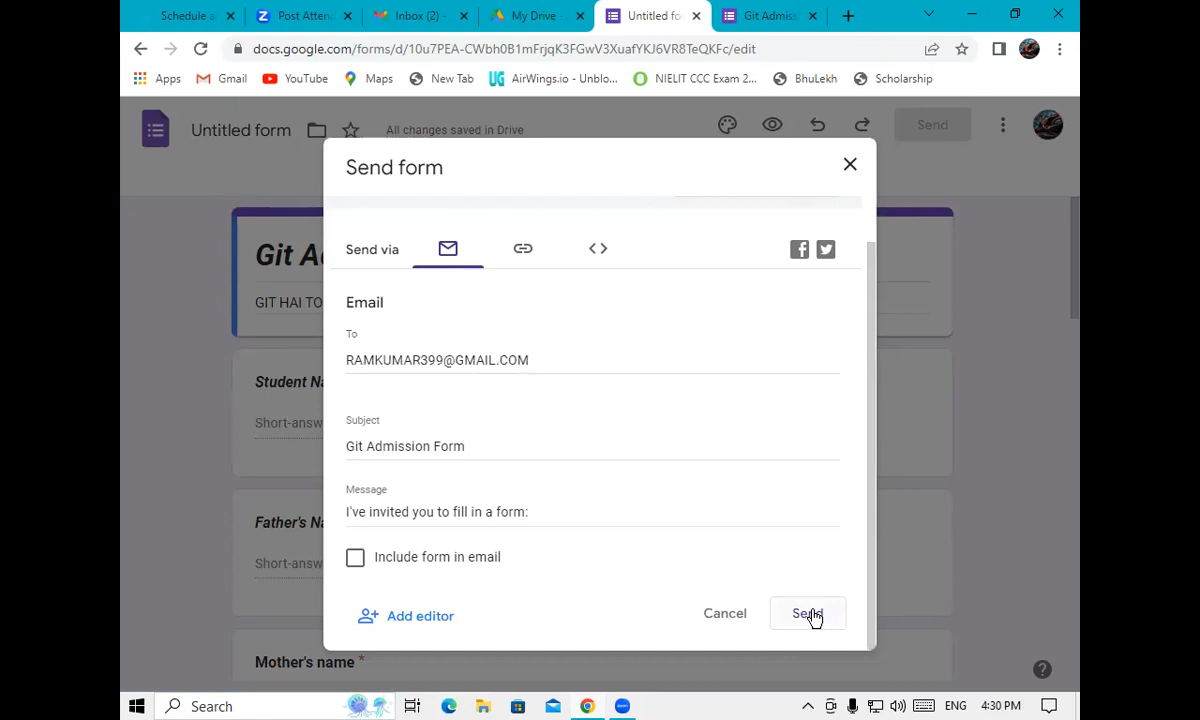 Schedule a
Post Atten
Inbox (2) -
My Drive -
Untitled fo
Git Admiss
docs.google.com/forms/d/10u7PEA-CWbh0B1mFrjqK3FGwV3XuafYKJ6VR8TeQKFc/edit
Apps
Gmail
YouTube
Maps
New Tab
UG AirWings.io - Unblo...
NIELIT CCC Exam 2...
BhuLekh
Scholarship
Untitled form
All changes saved in Drive
Send
Send form
Send via
Git A
GIT HAI TO
Email
To
RAMKUMAR399@GMAIL.COM
Student Na
Short-answ
Subject
Git Admission Form
Message
I've invited you to fill in a form:
Father's Na
Short-answ
Include form in email
Add editor
Cancel
Send
Mother's name *
Search
ENG
4:30 PM